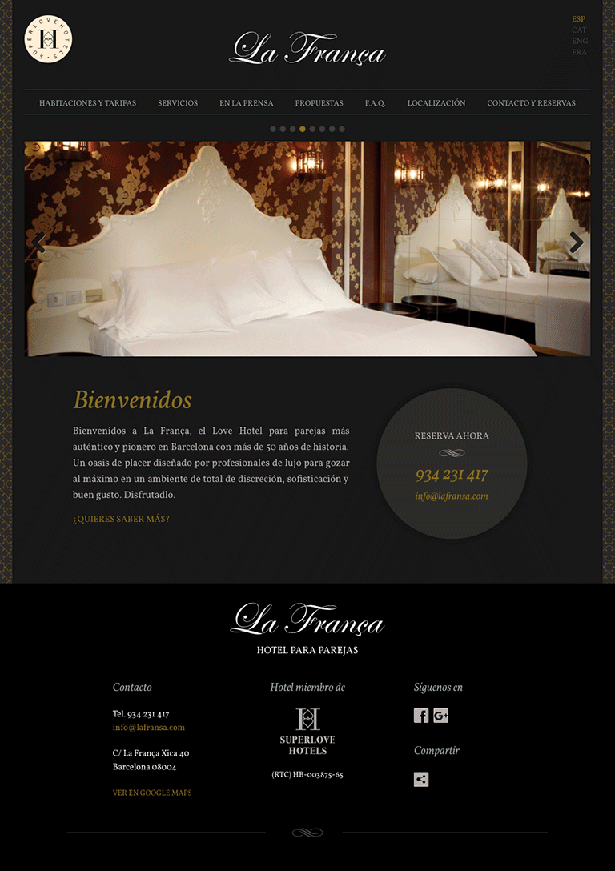 SUPERLOVEHOTELS
H
La França
ESP
CAT
ENG
FRA
HABITACIONES Y TARIFAS SERVICIOS EN LA PRENSA PROPUESTAS F.A.Q. LOCALIZACIÓN CONTACTO Y RESERVAS
Bienvenidos
Bienvenidos a La França, el Love Hotel para parejas más
auténtico y pionero en Barcelona con más de 50 años de historia.
Un oasis de placer diseñado por profesionales de lujo para gozar
al máximo en un ambiente de total de discreción, sofisticación y
buen gusto. Disfrutadlo.
¿QUIERES SABER MÁS?
RESERVA AHORA
934 231 417
info@lafransa.com
La França
HOTEL PARA PAREJAS
Contacto
Tel. 934 231 417
info@lafransa.com
C/ La França Xica 40
Barcelona 08004
VER EN GOOGLE MAPS
Hotel miembro de
H
SUPERLOVE
HOTELS
(RTC) HB-003875-65
Síguenos en
f G+
Compartir